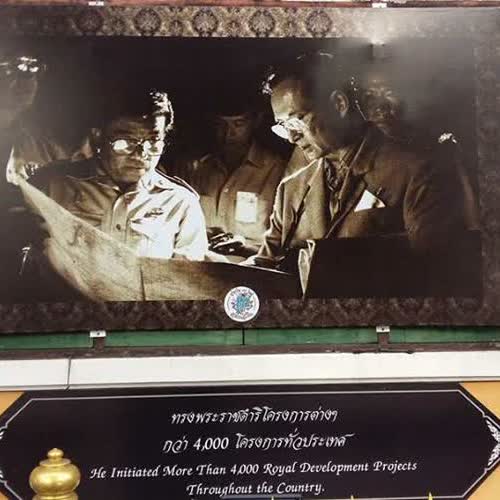 ทรงพระราชดำริโครงการต่างๆ
กว่า 4,000 โครงการทั่วประเทศ
He Initiated More Than 4,000 Royal Development Projects
Throughout the Country.